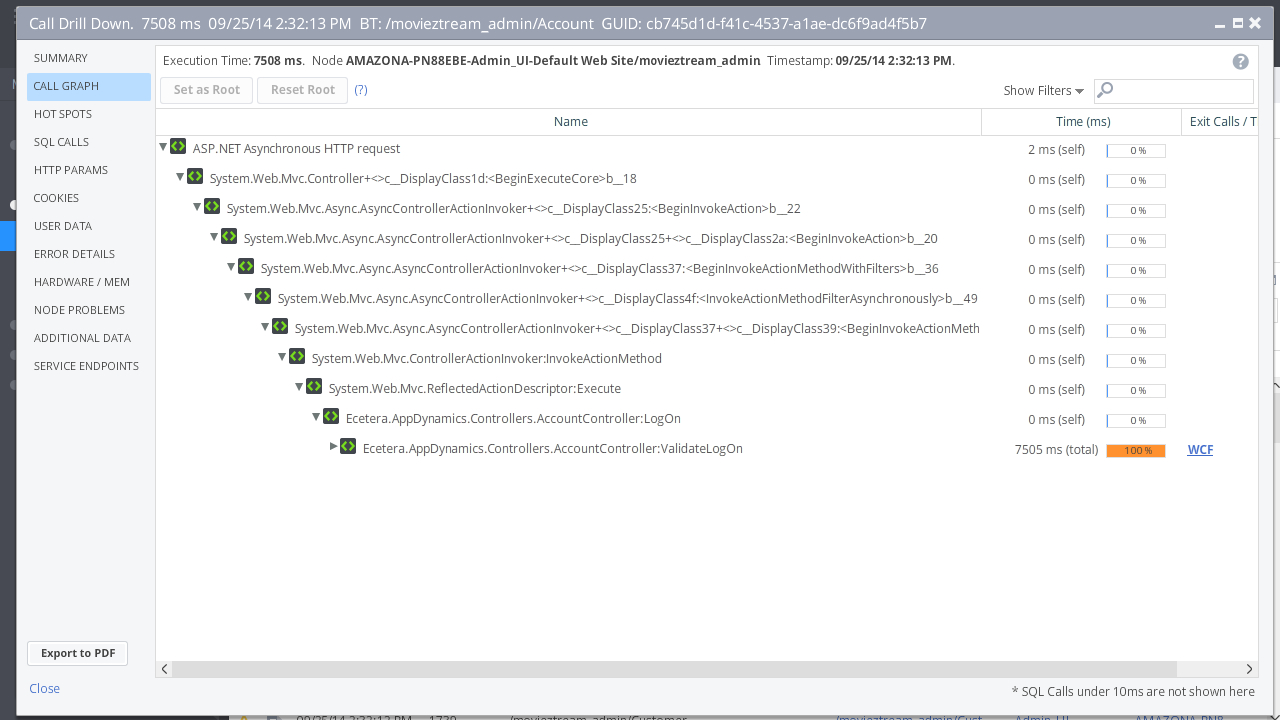 Call Drill Down. 7508 ms 09/25/14 2:32:13 PM BT: /movieztream_admin/Account GUID: cb745d1d-f41c-4537-a1ae-dc6f9ad4f5b7
SUMMARY
CALL GRAPH
HOT SPOTS
SQL CALLS
HTTP PARAMS
COOKIES
USER DATA
ERROR DETAILS
HARDWARE / MEM
NODE PROBLEMS
ADDITIONAL DATA
SERVICE ENDPOINTS
Export to PDF
Close
Execution Time: 7508 ms. Node AMAZONA-PN88EBE-Admin_UI-Default Web Site/movieztream_admin Timestamp: 09/25/14 2:32:13 PM.
Set as Root Reset Root (?) Show Filters
Name Time (ms) Exit Calls / T
ASP.NET Asynchronous HTTP request 2 ms (self) 0 %
System.Web.Mvc.Controller+<>c__DisplayClass1d:<BeginExecuteCore>b__18 0 ms (self) 0 %
System.Web.Mvc.Async.AsyncControllerActionInvoker+<>c__DisplayClass25:<BeginInvokeAction>b__22 0 ms (self) 0 %
System.Web.Mvc.Async.AsyncControllerActionInvoker+<>c__DisplayClass25+<>c__DisplayClass2a:<BeginInvokeAction>b__20 0 ms (self) 0 %
System.Web.Mvc.Async.AsyncControllerActionInvoker+<>c__DisplayClass37:<BeginInvokeActionMethodWithFilters>b__36 0 ms (self) 0 %
System.Web.Mvc.Async.AsyncControllerActionInvoker+<>c__DisplayClass4f:<InvokeActionMethodFilterAsynchronously>b__49 0 ms (self) 0 %
System.Web.Mvc.Async.AsyncControllerActionInvoker+<>c__DisplayClass37+<>c__DisplayClass39:<BeginInvokeActionMeth 0 ms (self) 0 %
System.Web.Mvc.ControllerActionInvoker:InvokeActionMethod 0 ms (self) 0 %
System.Web.Mvc.ReflectedActionDescriptor:Execute 0 ms (self) 0 %
Ecetera.AppDynamics.Controllers.AccountController:LogOn 0 ms (self) 0 %
Ecetera.AppDynamics.Controllers.AccountController:ValidateLogOn 7505 ms (total) 100 % WCF
* SQL Calls under 10ms are not shown here